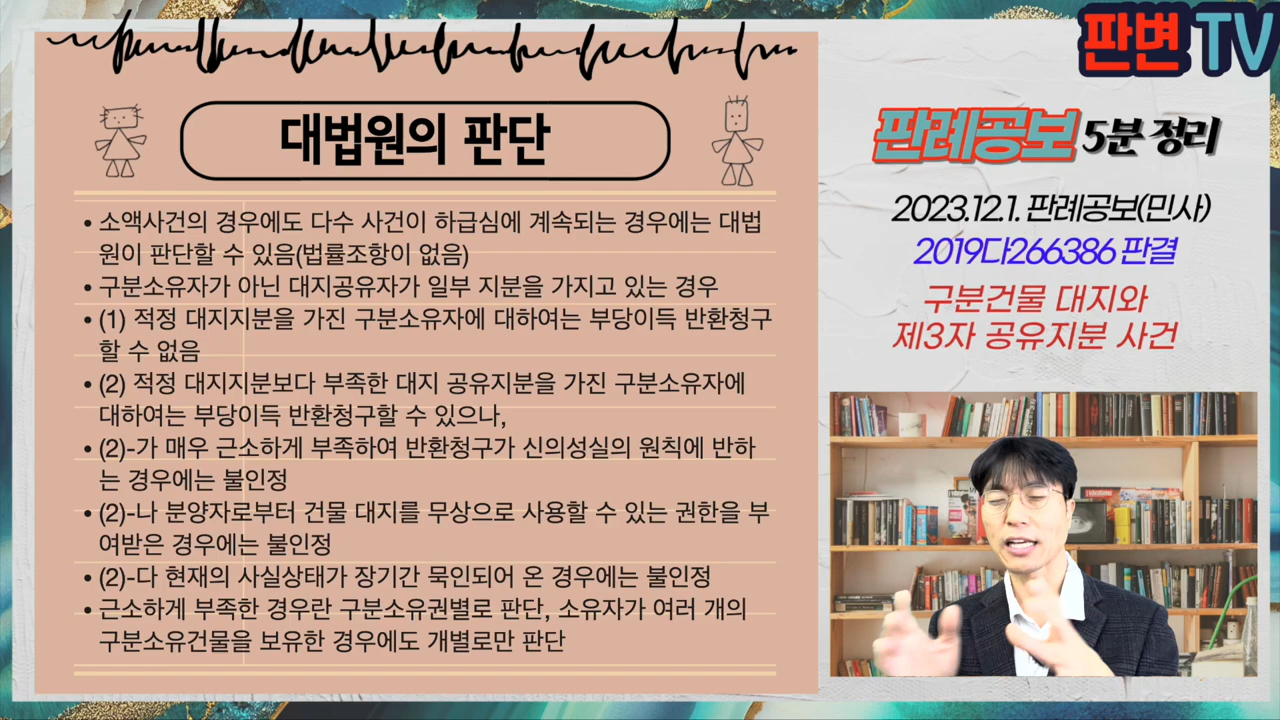 판변 TV
대법원의 판단
• 소액사건의 경우에도 다수 사건이 하급심에 계속되는 경우에는 대법
원이 판단할 수 있음(법률조항이 없음)
• 구분소유자가 아닌 대지공유자가 일부 지분을 가지고 있는 경우
• (1) 적정 대지지분을 가진 구분소유자에 대하여는 부당이득 반환청구
할 수 없음
• (2) 적정 대지지분보다 부족한 대지 공유지분을 가진 구분소유자에
대하여는 부당이득 반환청구할 수 있으나,
• (2)-가 매우 근소하게 부족하여 반환청구가 신의성실의 원칙에 반하
는 경우에는 불인정
• (2)-나 분양자로부터 건물 대지를 무상으로 사용할 수 있는 권한을 부
여받은 경우에는 불인정
• (2)-다 현재의 사실상태가 장기간 묵인되어 온 경우에는 불인정
• 근소하게 부족한 경우란 구분소유권별로 판단, 소유자가 여러 개의
구분소유건물을 보유한 경우에도 개별로만 판단
판례공보 5분 정리
2023.12.1. 판례공보(민사)
2019다266386 판결
구분건물 대지와
제3자 공유지분 사건